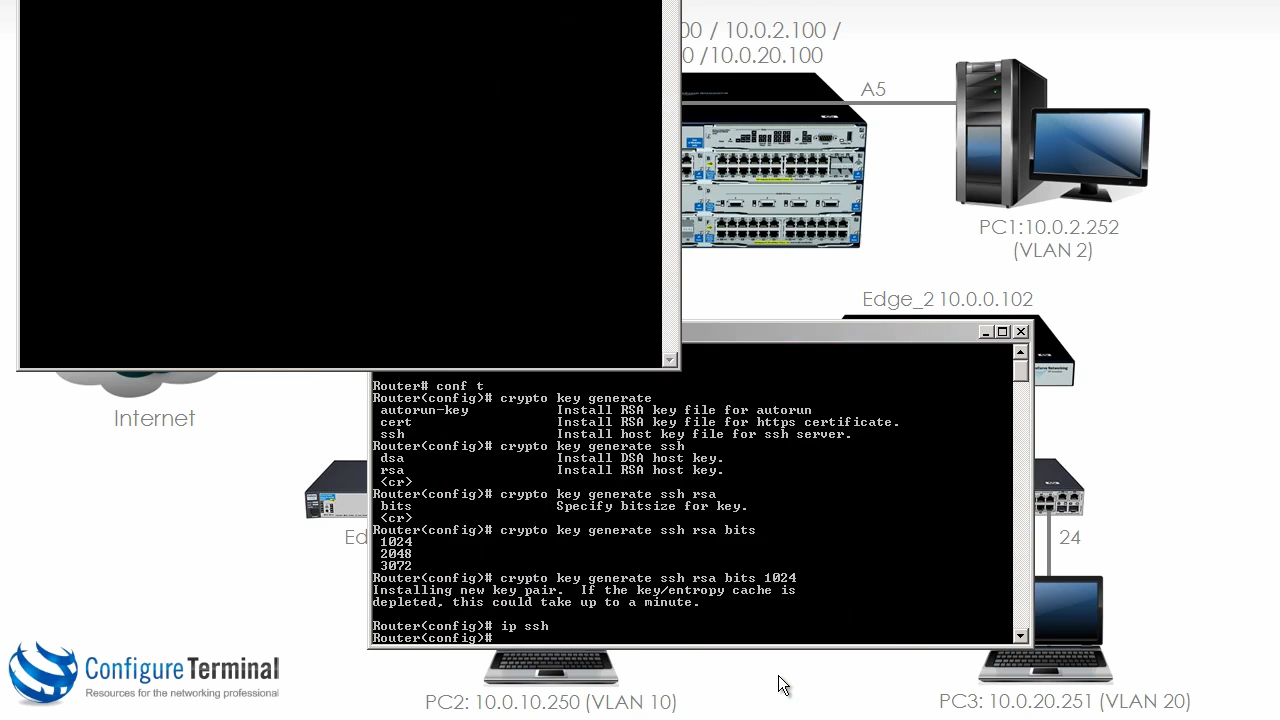 00 / 10.0.2.100 /
0 /10.0.20.100
A5
PC1:10.0.2.252
(VLAN 2)
Edge_2 10.0.0.102
Internet
Router# conf t
Router(config)# crypto key generate
autorun-key Install RSA key file for autorun
cert Install RSA key file for https certificate.
ssh Install host key file for ssh server.
Router(config)# crypto key generate ssh
dsa Install DSA host key.
rsa Install RSA host key.
<cr>
Router(config)# crypto key generate ssh rsa
bits Specify bitsize for key.
<cr>
Router(config)# crypto key generate ssh rsa bits
1024
2048
3072
Router(config)# crypto key generate ssh rsa bits 1024
Installing new key pair. If the key/entropy cache is
depleted, this could take up to a minute.
Router(config)# ip ssh
Router(config)#
Ed
24
Configure Terminal
Resources for the networking professional
PC2: 10.0.10.250 (VLAN 10)
PC3: 10.0.20.251 (VLAN 20)